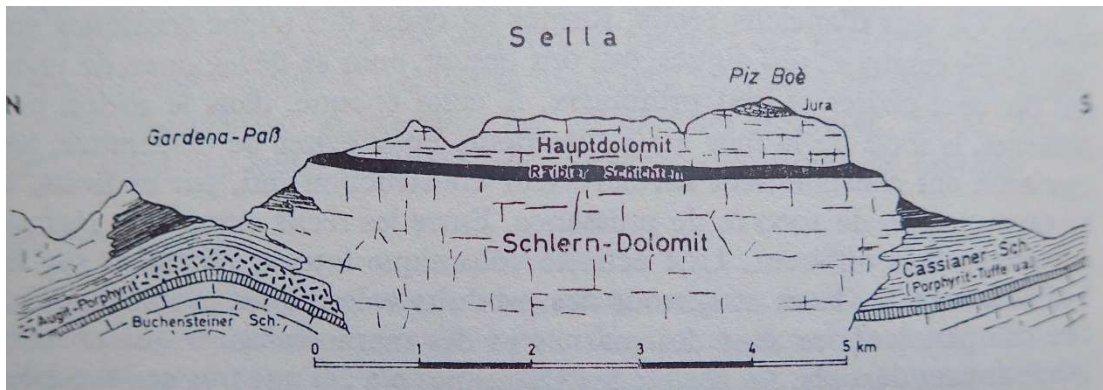 Sella
Piz Boè
N
Jura
S
Gardena-Paß
Hauptdolomit
Raibler Schichten
Schlern-Dolomit
Cassianer Sch.
(Porphyrit-Tuffe u.a.)
Augit-Porphyrit
Buchensteiner Sch.
0 1 2 3 4 5 km